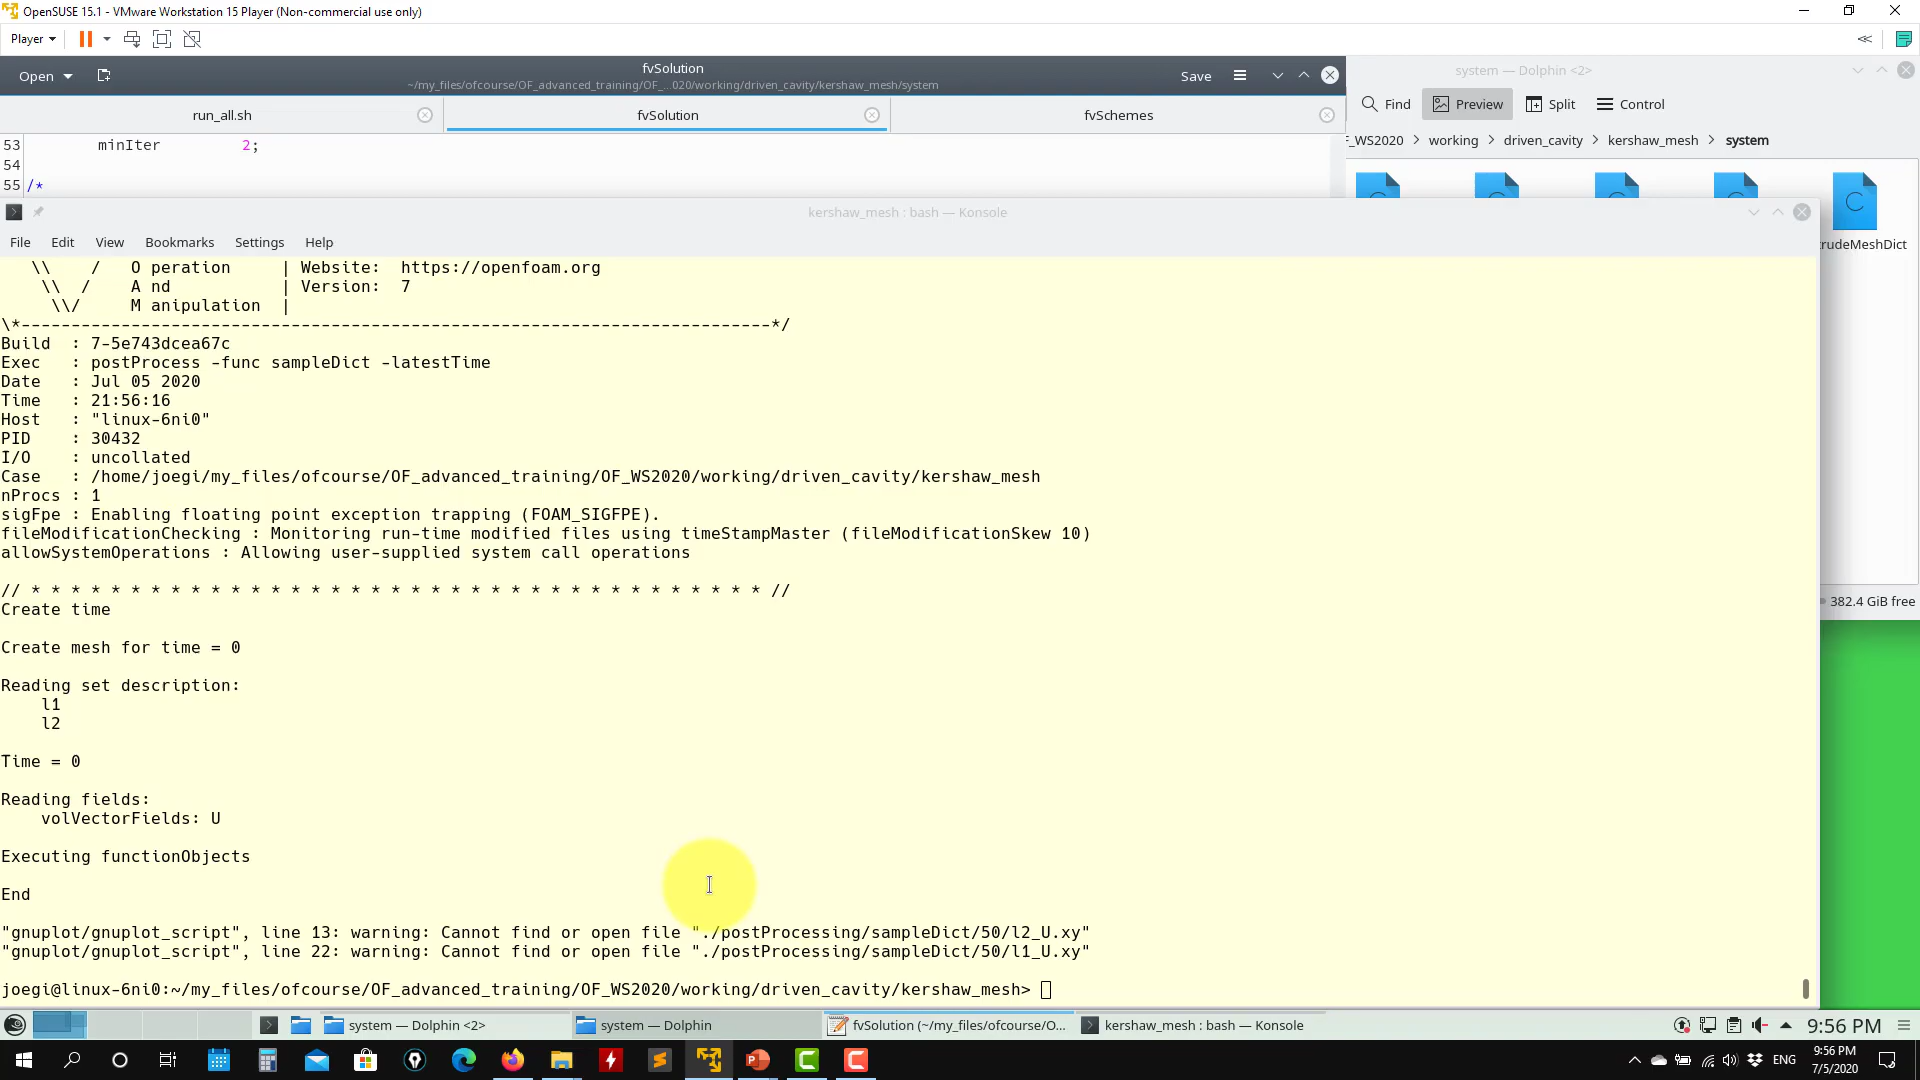 OpenSUSE 15.1 - VMware Workstation 15 Player (Non-commercial use only)
Player
Open
fvSolution
~/my_files/ofcourse/OF_advanced_training/OF_...020/working/driven_cavity/kershaw_mesh/system
Save
system — Dolphin <2>
run_all.sh
fvSolution
fvSchemes
Find
Preview
Split
Control
F_WS2020 > working > driven_cavity > kershaw_mesh > system
53 miniter 2;
54
55 /*
rudeMeshDict
382.4 GiB free
kershaw_mesh : bash — Konsole
File Edit View Bookmarks Settings Help
\\ / O peration | Website: https://openfoam.org
\\ / A nd | Version: 7
\\/ M anipulation |
\*---------------------------------------------------------------------------*/
Build : 7-5e743dcea67c
Exec : postProcess -func sampleDict -latestTime
Date : Jul 05 2020
Time : 21:56:16
Host : "linux-6ni0"
PID : 30432
I/O : uncollated
Case : /home/joegi/my_files/ofcourse/OF_advanced_training/OF_WS2020/working/driven_cavity/kershaw_mesh
nProcs : 1
sigFpe : Enabling floating point exception trapping (FOAM_SIGFPE).
fileModificationChecking : Monitoring run-time modified files using timeStampMaster (fileModificationSkew 10)
allowSystemOperations : Allowing user-supplied system call operations
// * * * * * * * * * * * * * * * * * * * * * * * * * * * * * * * * * * * * * //
Create time
Create mesh for time = 0
Reading set description:
l1
l2
Time = 0
Reading fields:
volVectorFields: U
Executing functionObjects
End
"gnuplot/gnuplot_script", line 13: warning: Cannot find or open file "./postProcessing/sampleDict/50/l2_U.xy"
"gnuplot/gnuplot_script", line 22: warning: Cannot find or open file "./postProcessing/sampleDict/50/l1_U.xy"
joegi@linux-6ni0:~/my_files/ofcourse/OF_advanced_training/OF_WS2020/working/driven_cavity/kershaw_mesh>
system — Dolphin <2>
system — Dolphin
fvSolution (~/my_files/ofcourse/O...
kershaw_mesh : bash — Konsole
9:56 PM
ENG
9:56 PM
7/5/2020